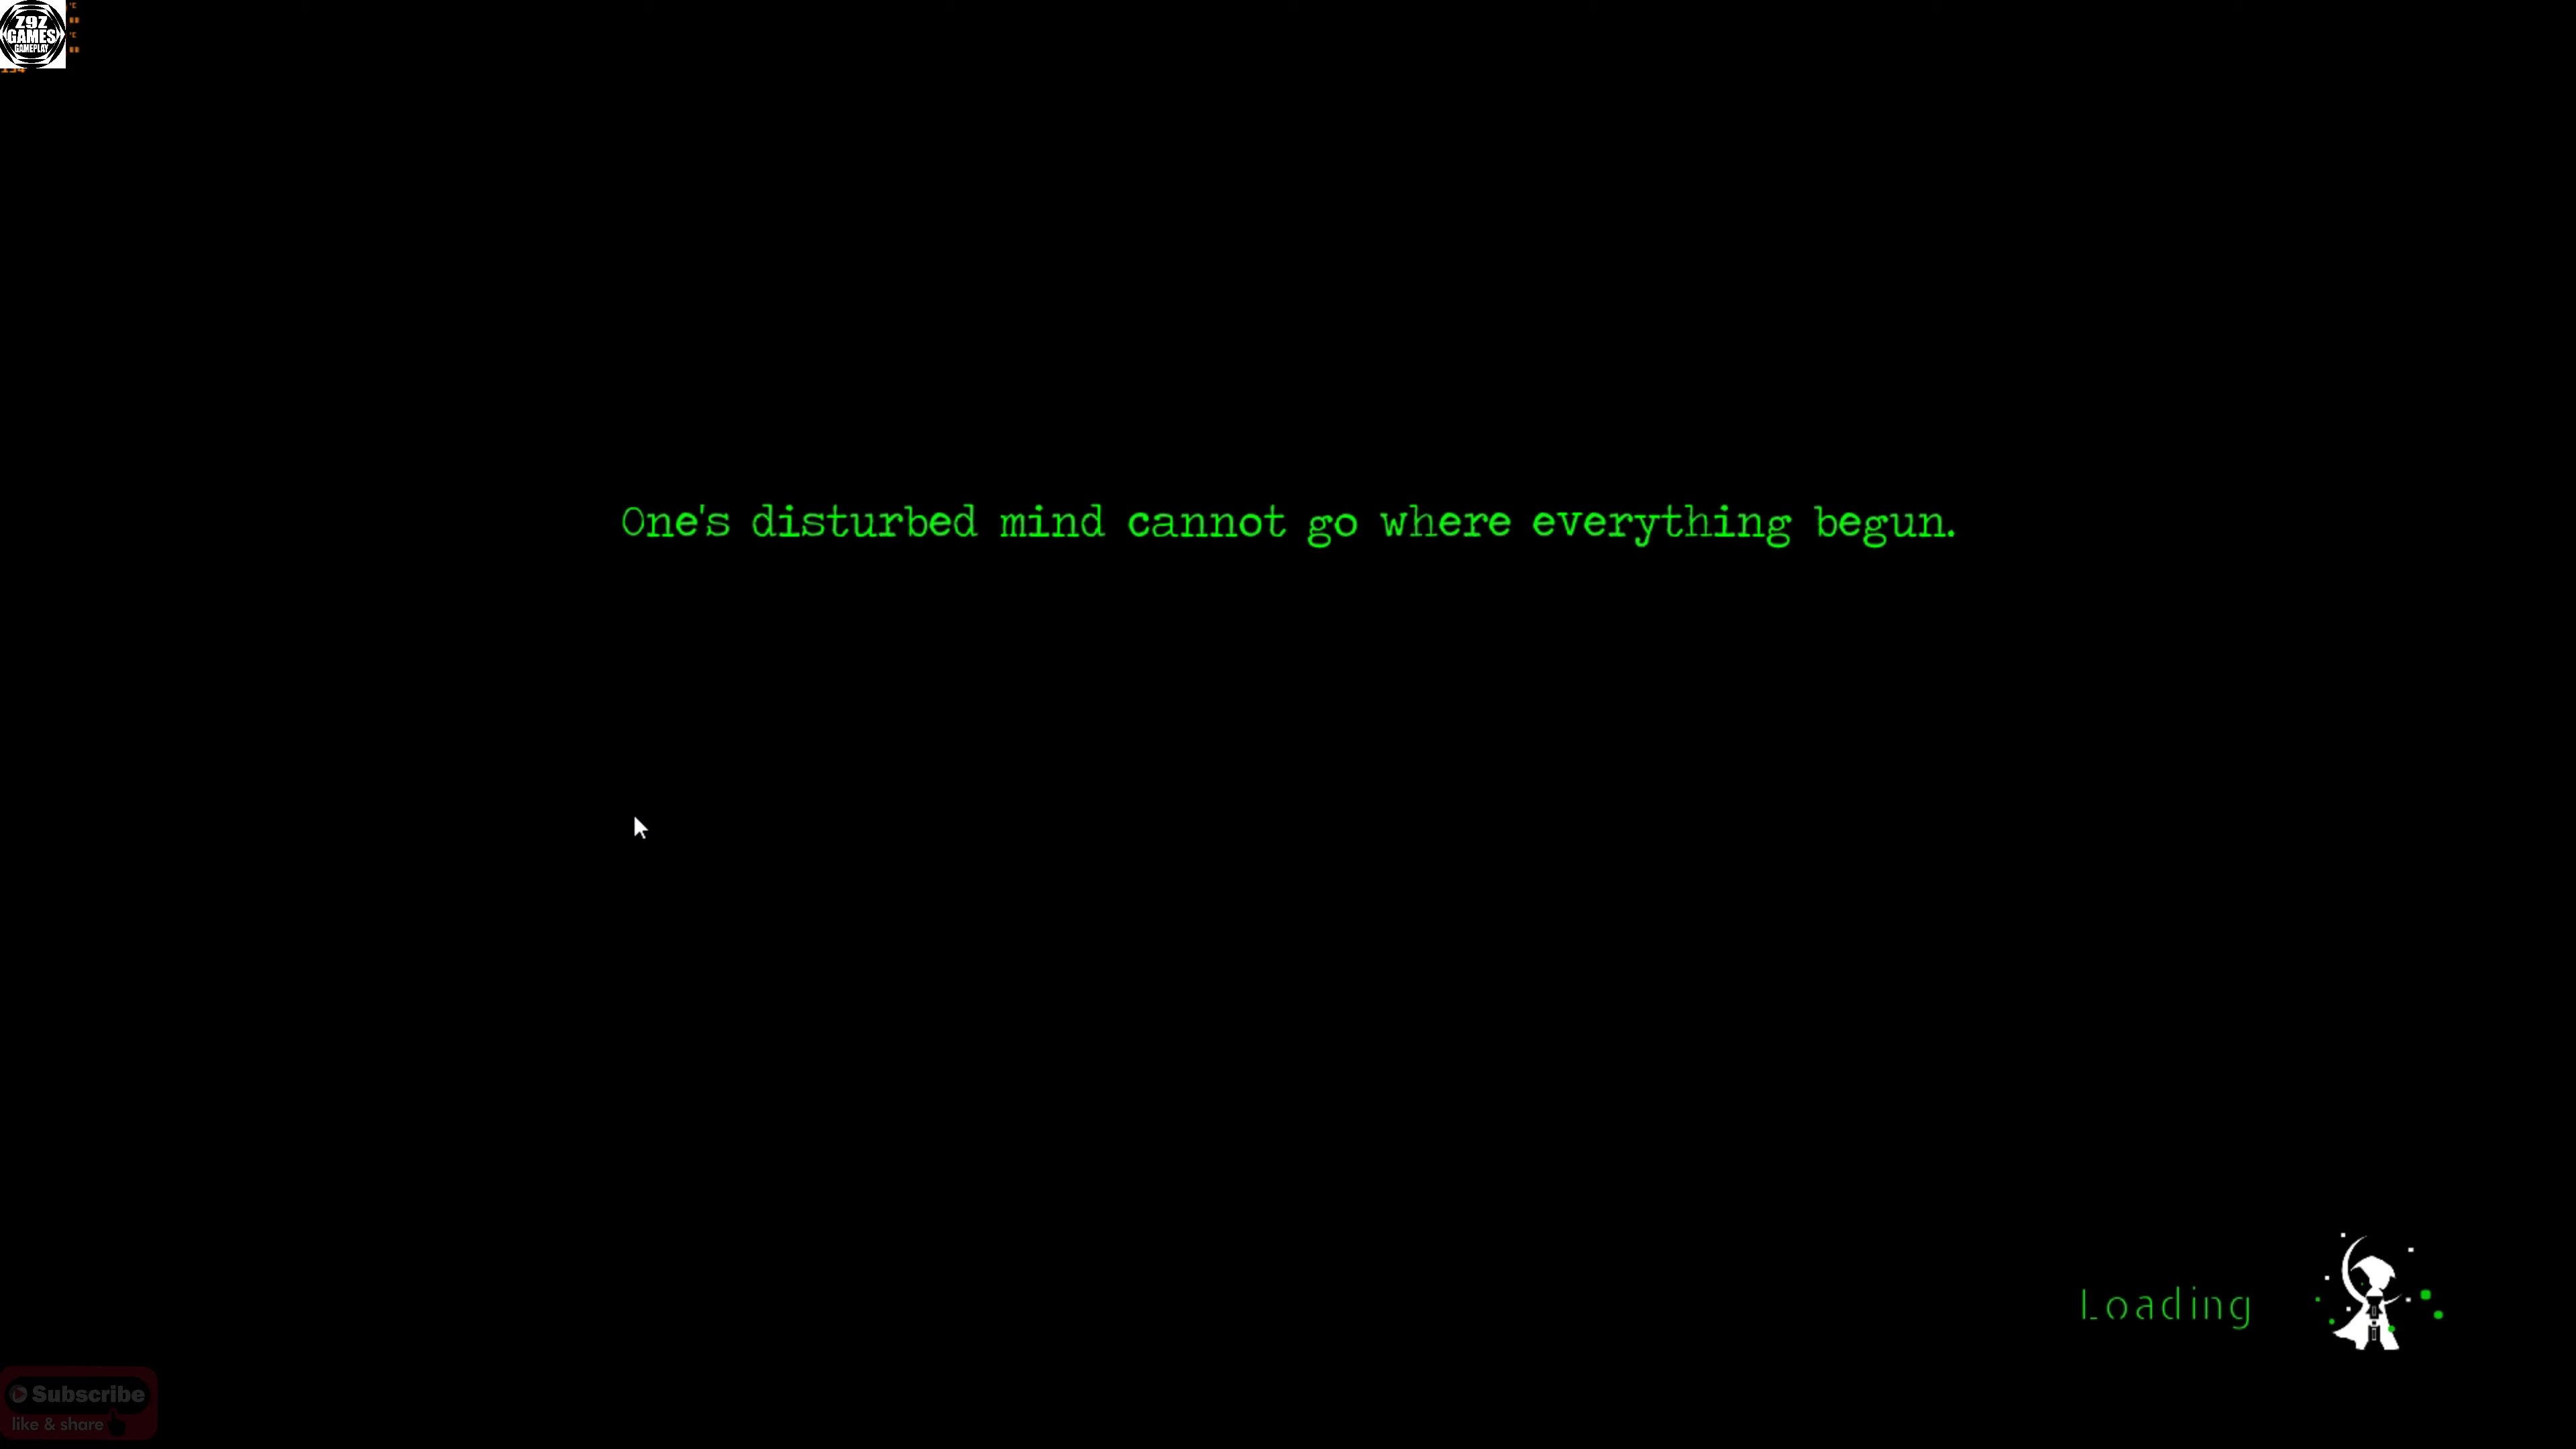 Z9Z
GAMES
GAMEPLAY
One's disturbed mind cannot go where everything begun.
Loading
Subscribe
like & share